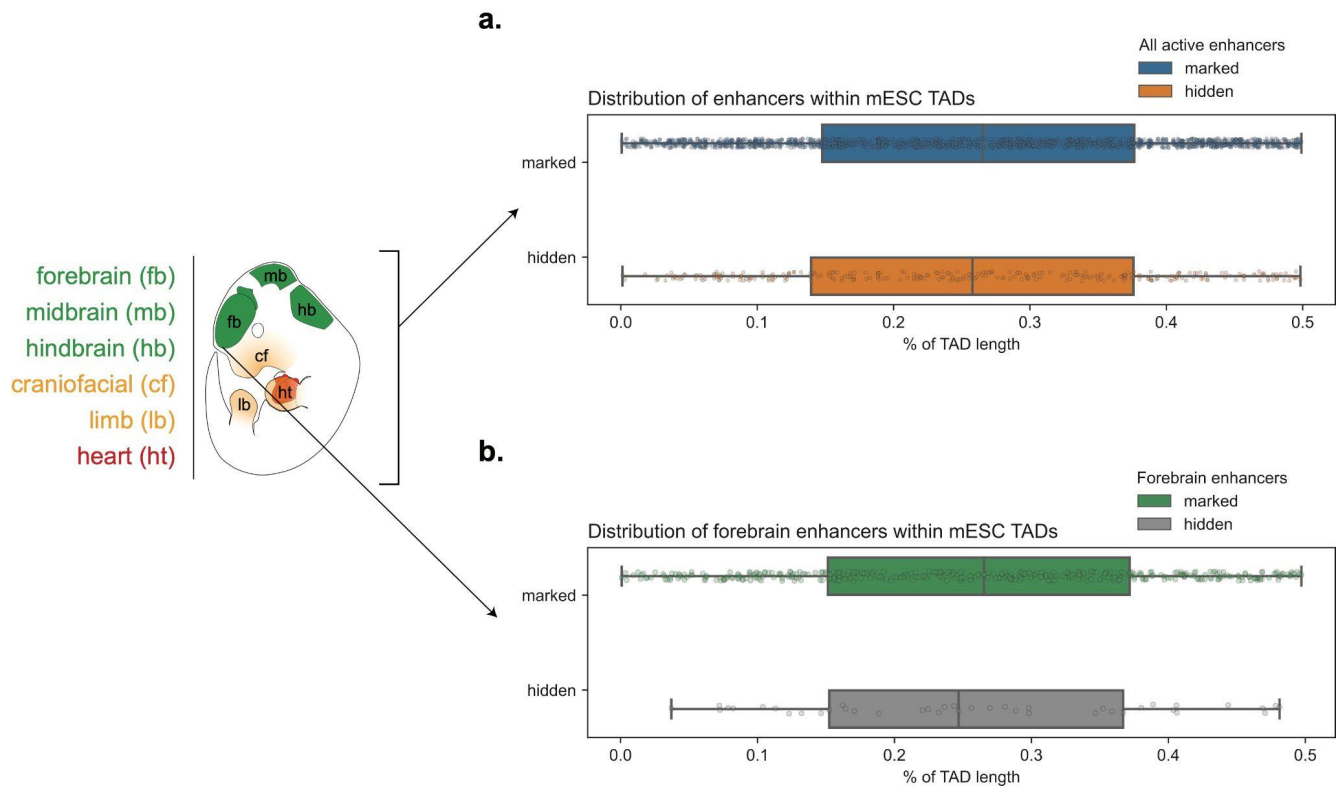 forebrain (fb)
midbrain (mb)
hindbrain (hb)
craniofacial (cf)
limb (lb)
heart (ht)
mb
hb
fb
cf
ht
lb
a.
All active enhancers
marked
hidden
Distribution of enhancers within mESC TADs
marked
hidden
0.0 0.1 0.2 0.3 0.4 0.5
% of TAD length
b.
Forebrain enhancers
marked
hidden
Distribution of forebrain enhancers within mESC TADs
marked
hidden
0.0 0.1 0.2 0.3 0.4 0.5
% of TAD length